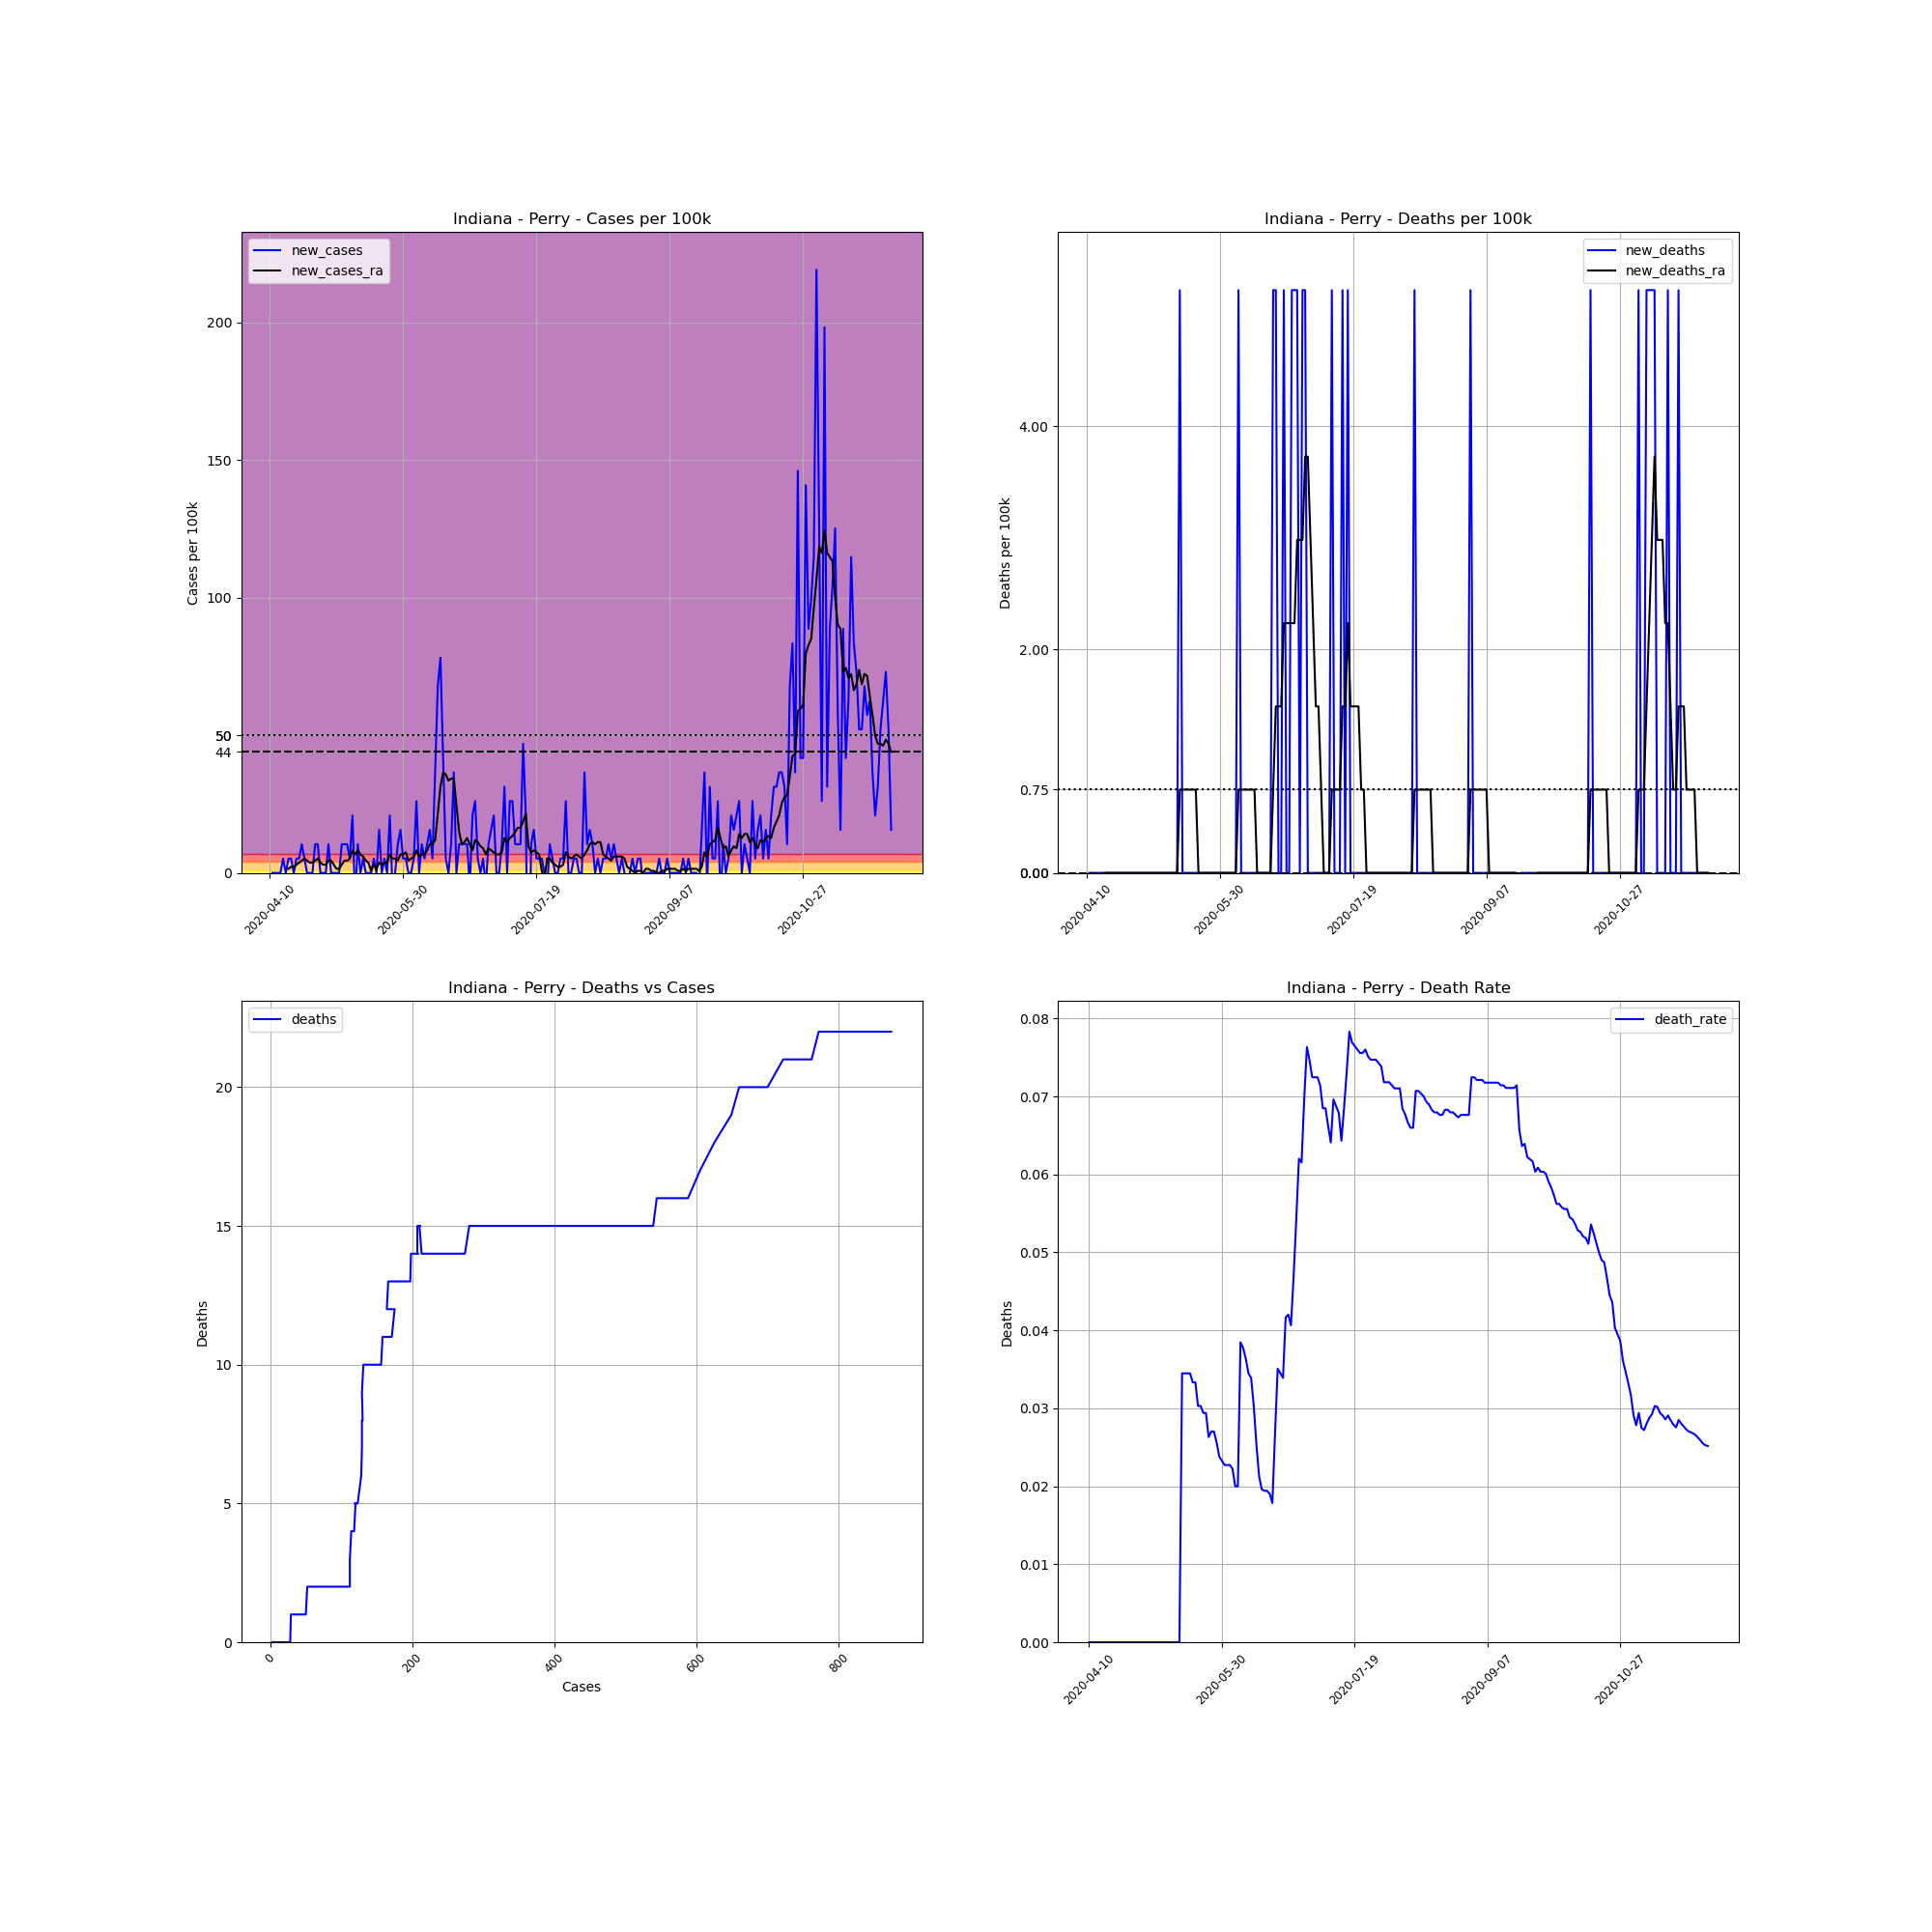 Indiana - Perry - Cases per 100k
new_cases
new_cases_ra
Cases per 100k
200
150
100
50
44
0
2020-04-10
2020-05-30
2020-07-19
2020-09-07
2020-10-27
Indiana - Perry - Deaths per 100k
new_deaths
new_deaths_ra
Deaths per 100k
4.00
2.00
0.75
0.00
2020-04-10
2020-05-30
2020-07-19
2020-09-07
2020-10-27
Indiana - Perry - Deaths vs Cases
deaths
Deaths
20
15
10
5
0
0
200
400
600
800
Cases
Indiana - Perry - Death Rate
death_rate
Deaths
0.08
0.07
0.06
0.05
0.04
0.03
0.02
0.01
0.00
2020-04-10
2020-05-30
2020-07-19
2020-09-07
2020-10-27